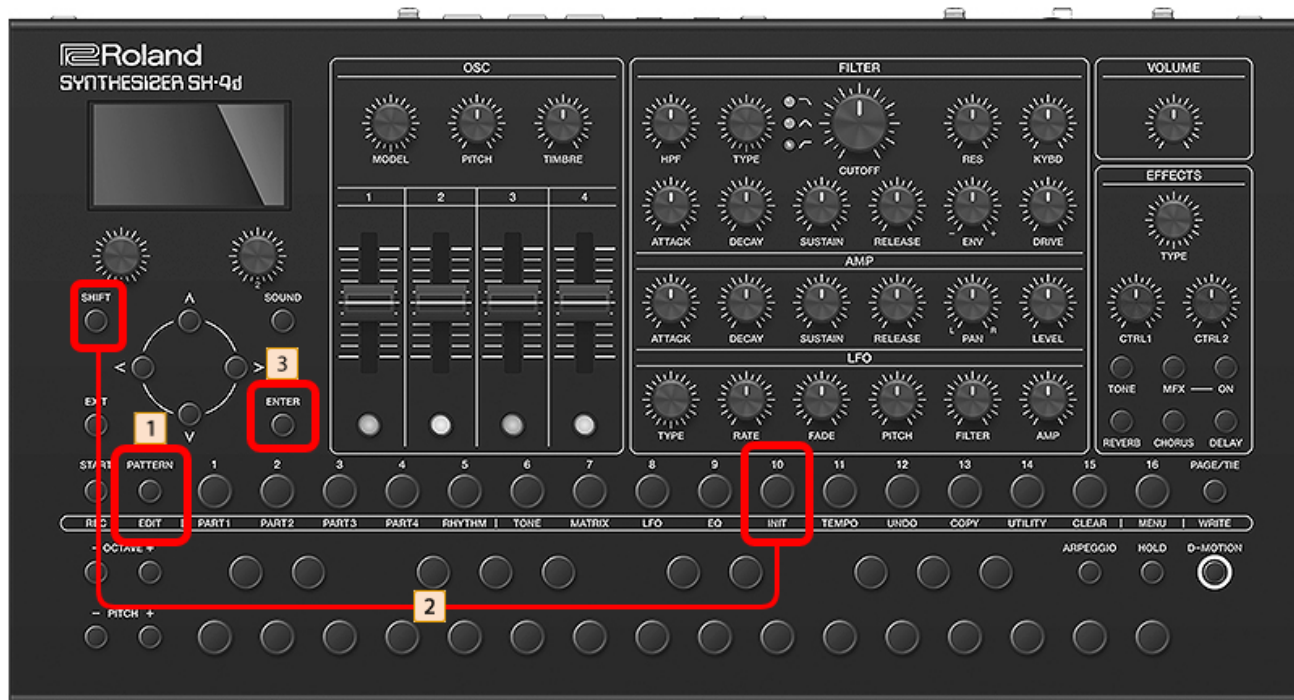 Roland
SYNTHESIZER SH-4d
OSC
FILTER
VOLUME
MODEL PITCH TIMBRE
HPF TYPE CUTOFF RES KYBD
EFFECTS
1 2 3 4
ATTACK DECAY SUSTAIN RELEASE - ENV + DRIVE
TYPE
AMP
SHIFT SOUND
ATTACK DECAY SUSTAIN RELEASE L PAN R LEVEL
CTRL1 CTRL2
LFO
3
TONE MFX ON
EXIT ENTER
1
TYPE RATE FADE PITCH FILTER AMP
REVERB CHORUS DELAY
START PATTERN 1 2 3 4 5 6 7 8 9 10 11 12 13 14 15 16 PAGE/TIE
REC EDIT PART1 PART2 PART3 PART4 RHYTHM TONE MATRIX LFO EQ INIT TEMPO UNDO COPY UTILITY CLEAR MENU WRITE
- OCTAVE + ARPEGGIO HOLD D-MOTION
2
- PITCH +